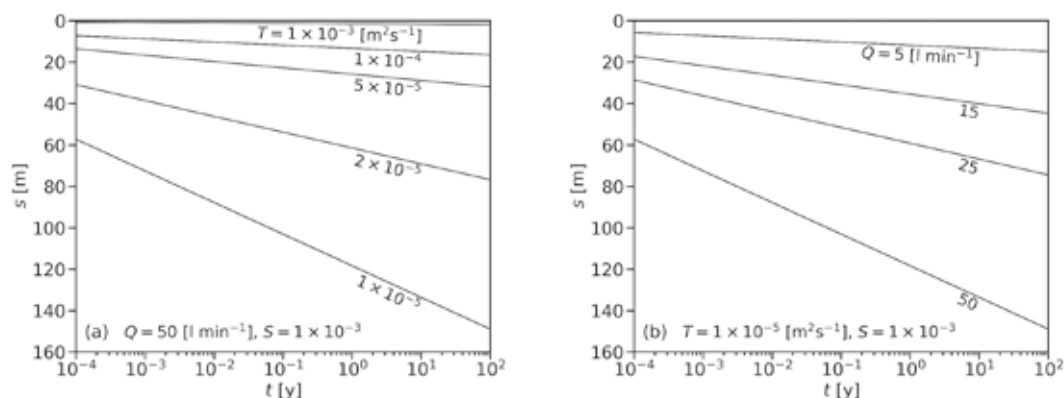 0
20
40
60
80
100
120
140
160
s [m]
T = 1 × 10⁻³ [m²s⁻¹]
1 × 10⁻⁴
5 × 10⁻⁵
2 × 10⁻⁵
1 × 10⁻⁵
(a) Q = 50 [l min⁻¹], S = 1 × 10⁻³
10⁻⁴ 10⁻³ 10⁻² 10⁻¹ 10⁰ 10¹ 10²
t [y]
0
20
40
60
80
100
120
140
160
s [m]
Q = 5 [l min⁻¹]
15
25
50
(b) T = 1 × 10⁻⁵ [m²s⁻¹], S = 1 × 10⁻³
10⁻⁴ 10⁻³ 10⁻² 10⁻¹ 10⁰ 10¹ 10²
t [y]